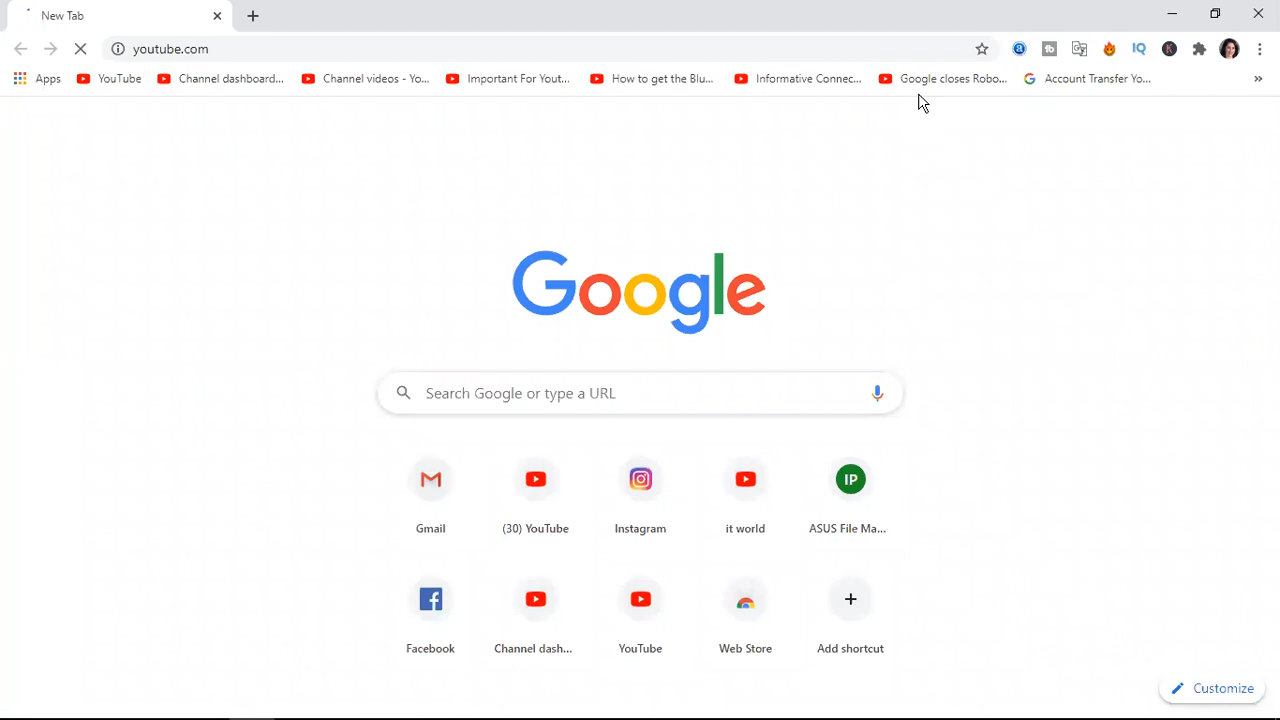 New Tab
youtube.com
Apps YouTube Channel dashboard... Channel videos - Yo... Important For Yout... How to get the Blu... Informative Connec... Google closes Robo... Account Transfer Yo... »
Google
Search Google or type a URL
Gmail (30) YouTube Instagram it world ASUS File Ma...
Facebook Channel dash... YouTube Web Store Add shortcut
Customize
IQ
K
IP